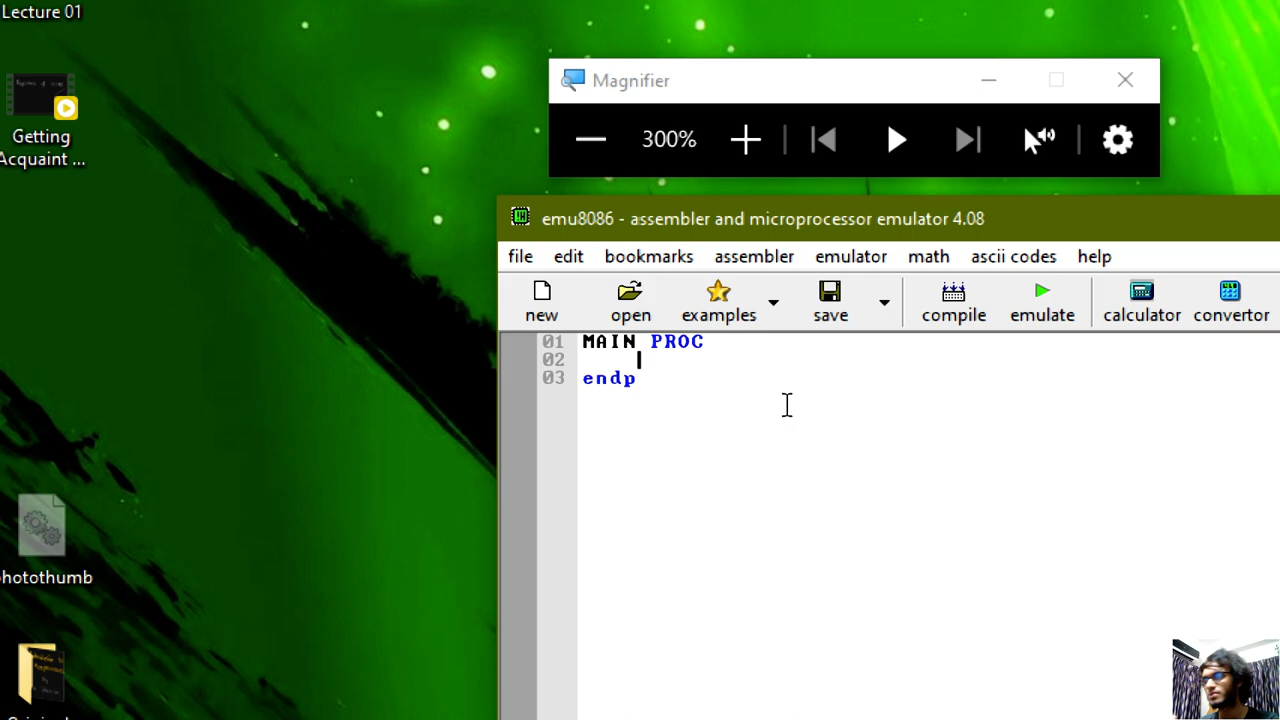 Lecture 01
Getting
Acquaint ...
Magnifier
300%
emu8086 - assembler and microprocessor emulator 4.08
file edit bookmarks assembler emulator math ascii codes help
new open examples save compile emulate calculator convertor
01 MAIN PROC
02
03 endp
hotothumb